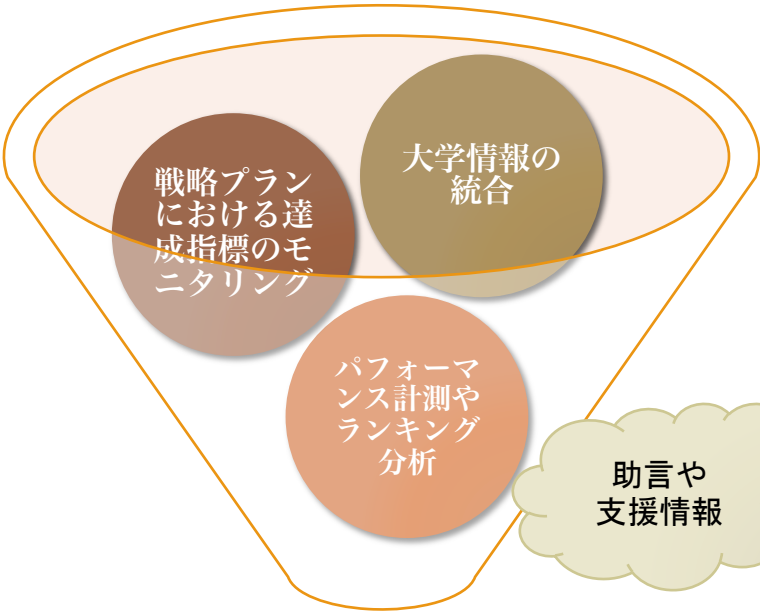 大学情報の
統合
戦略プラン
における達
成指標のモ
ニタリング
パフォーマ
ンス計測や
ランキング
分析
助言や
支援情報